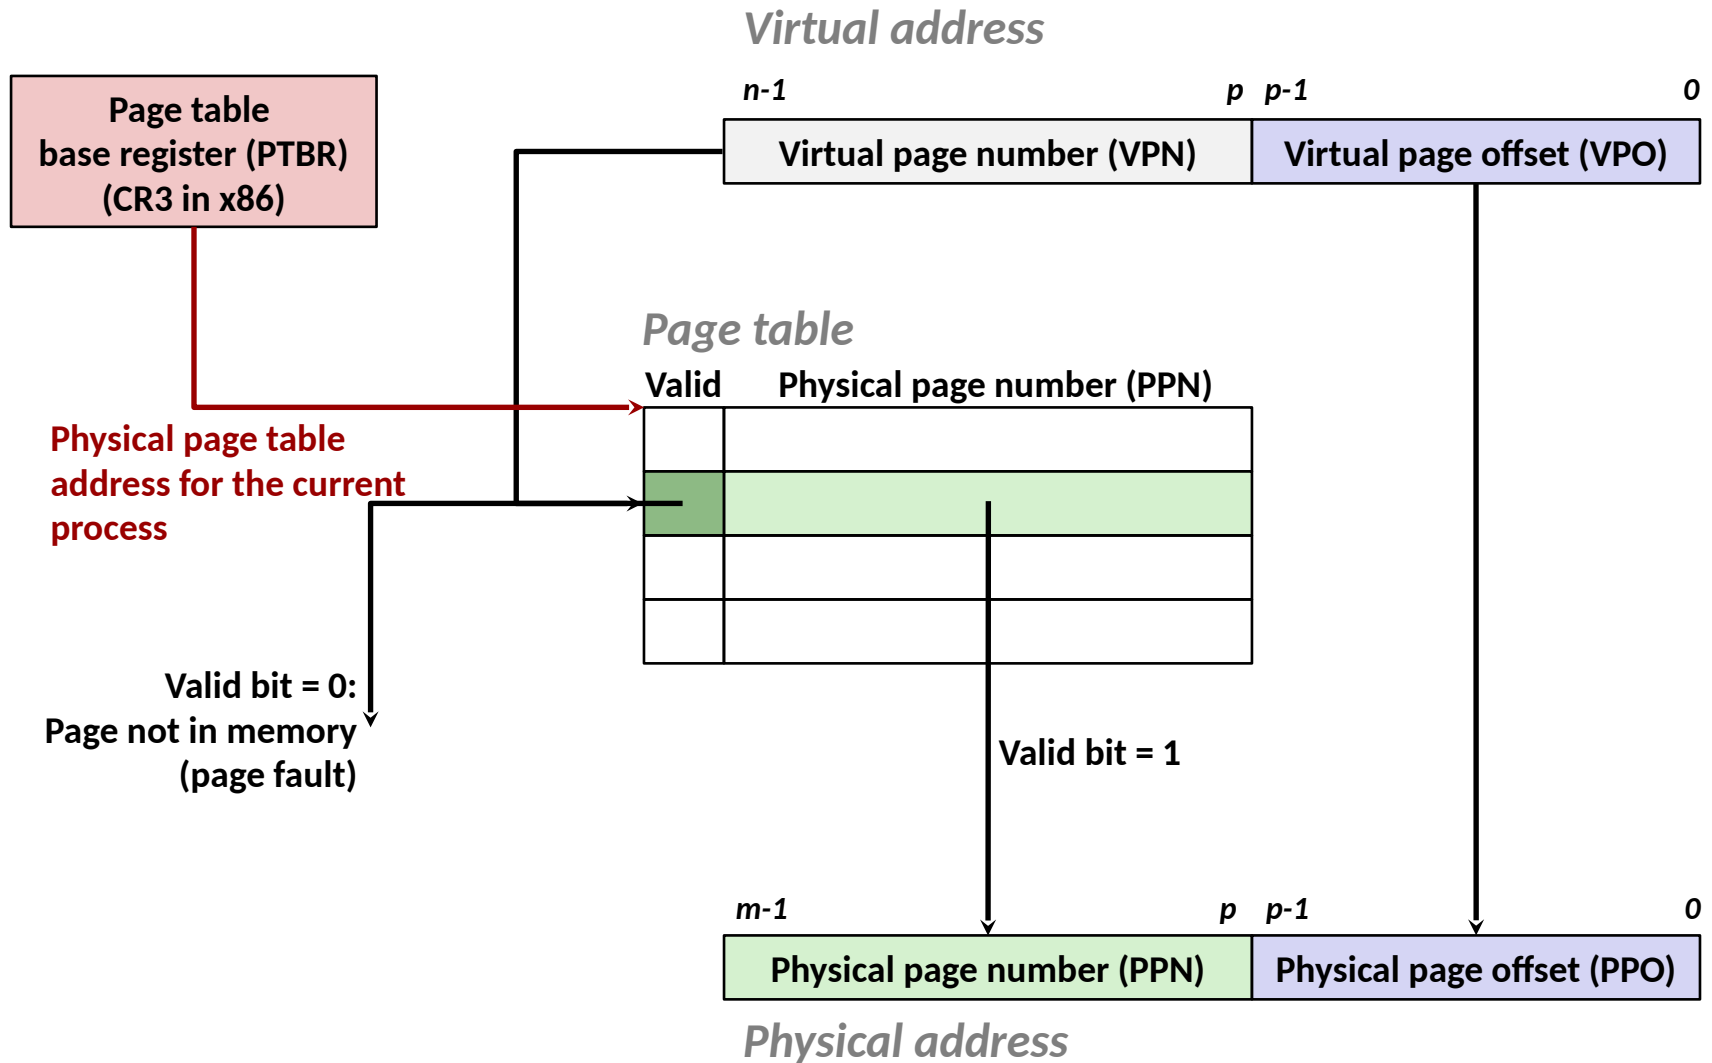 Virtual address
n-1 p p-1 0
Page table
base register (PTBR)
(CR3 in x86)
Virtual page number (VPN) Virtual page offset (VPO)
Page table
Valid Physical page number (PPN)
Physical page table
address for the current
process
Valid bit = 0:
Page not in memory
(page fault)
Valid bit = 1
m-1 p p-1 0
Physical page number (PPN) Physical page offset (PPO)
Physical address